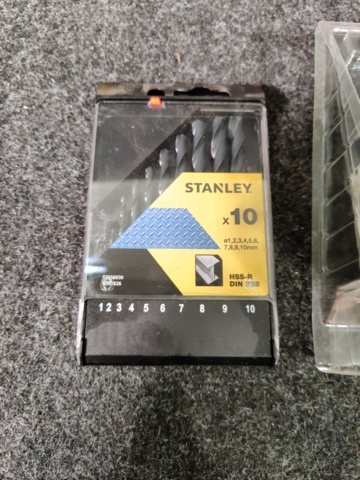 STANLEY
x10
ø1,2,3,4,5,6,
7,8,9,10mm
HSS-R
DIN 338
1 2 3 4 5 6 7 8 9 10